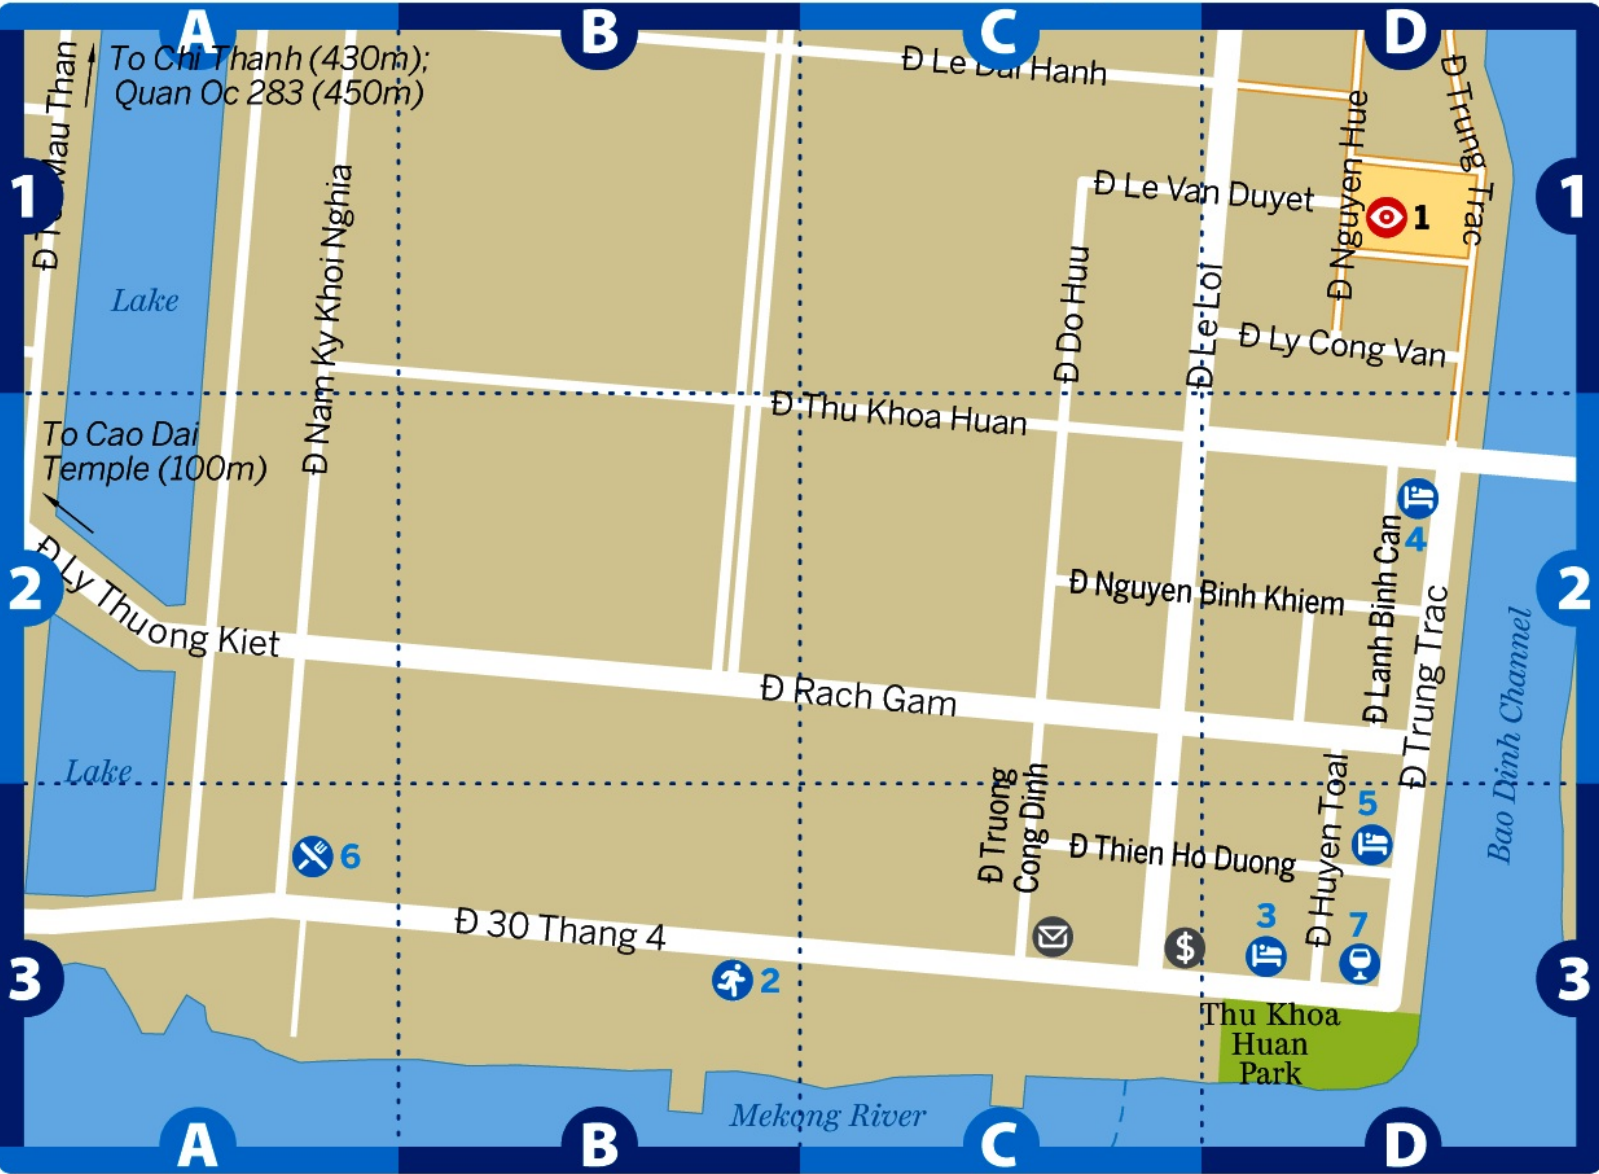 A
B
C
D
To Chi Thanh (430m);
Quan Oc 283 (450m)
Đ Le Dai Hanh
Mau Than
Đ Trung Trac
1
1
Đ Nguyen Hue
Đ Le Van Duyet
1
Đ Nam Ky Khoi Nghia
Lake
Đ Do Huu
Đ Le Loi
Đ Ly Cong Van
Đ Thu Khoa Huan
To Cao Dai
Temple (100m)
4
Đ Ly Thuong Kiet
2
2
Đ Nguyen Binh Khiem
Đ Lanh Binh Can
Đ Trung Trac
Bao Dinh Channel
Đ Rach Gam
Lake
Đ Truong
Cong Dinh
Đ Huyen Toal
5
6
Đ Thien Ho Duong
Đ 30 Thang 4
3
7
$
2
3
3
Thu Khoa
Huan
Park
Mekong River
A
B
C
D